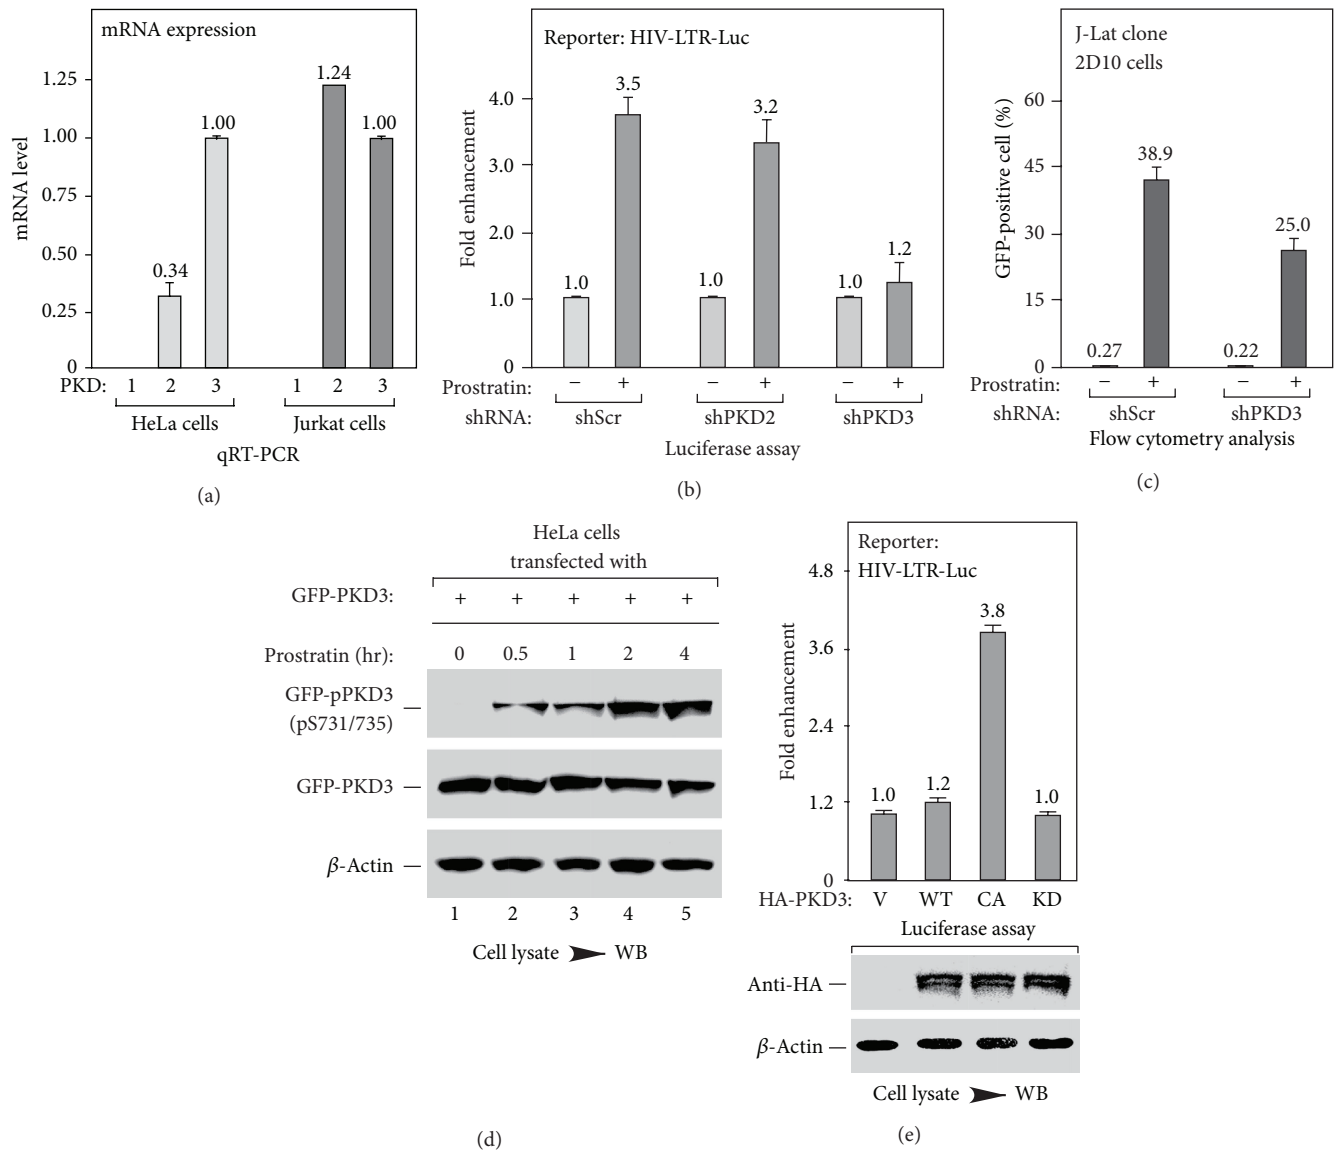 mRNA expression
mRNA level
1.25
1.00
0.75
0.50
0.25
0
0.34
1.00
1.24
1.00
PKD: 1 2 3 1 2 3
HeLa cells Jurkat cells
qRT-PCR
(a)
Reporter: HIV-LTR-Luc
Fold enhancement
4.0
3.0
2.0
1.0
0
1.0 3.5 1.0 3.2 1.0 1.2
Prostratin: − + − + − +
shRNA: shScr shPKD2 shPKD3
Luciferase assay
(b)
J-Lat clone
2D10 cells
GFP-positive cell (%)
60
45
30
15
0
0.27 38.9 0.22 25.0
Prostratin: − + − +
shRNA: shScr shPKD3
Flow cytometry analysis
(c)
HeLa cells
transfected with
GFP-PKD3: + + + + +
Prostratin (hr): 0 0.5 1 2 4
GFP-pPKD3
(pS731/735)
GFP-PKD3
β-Actin
1 2 3 4 5
Cell lysate WB
(d)
Reporter:
HIV-LTR-Luc
Fold enhancement
4.8
3.6
2.4
1.2
0
1.0 1.2 3.8 1.0
HA-PKD3: V WT CA KD
Luciferase assay
Anti-HA
β-Actin
Cell lysate WB
(e)